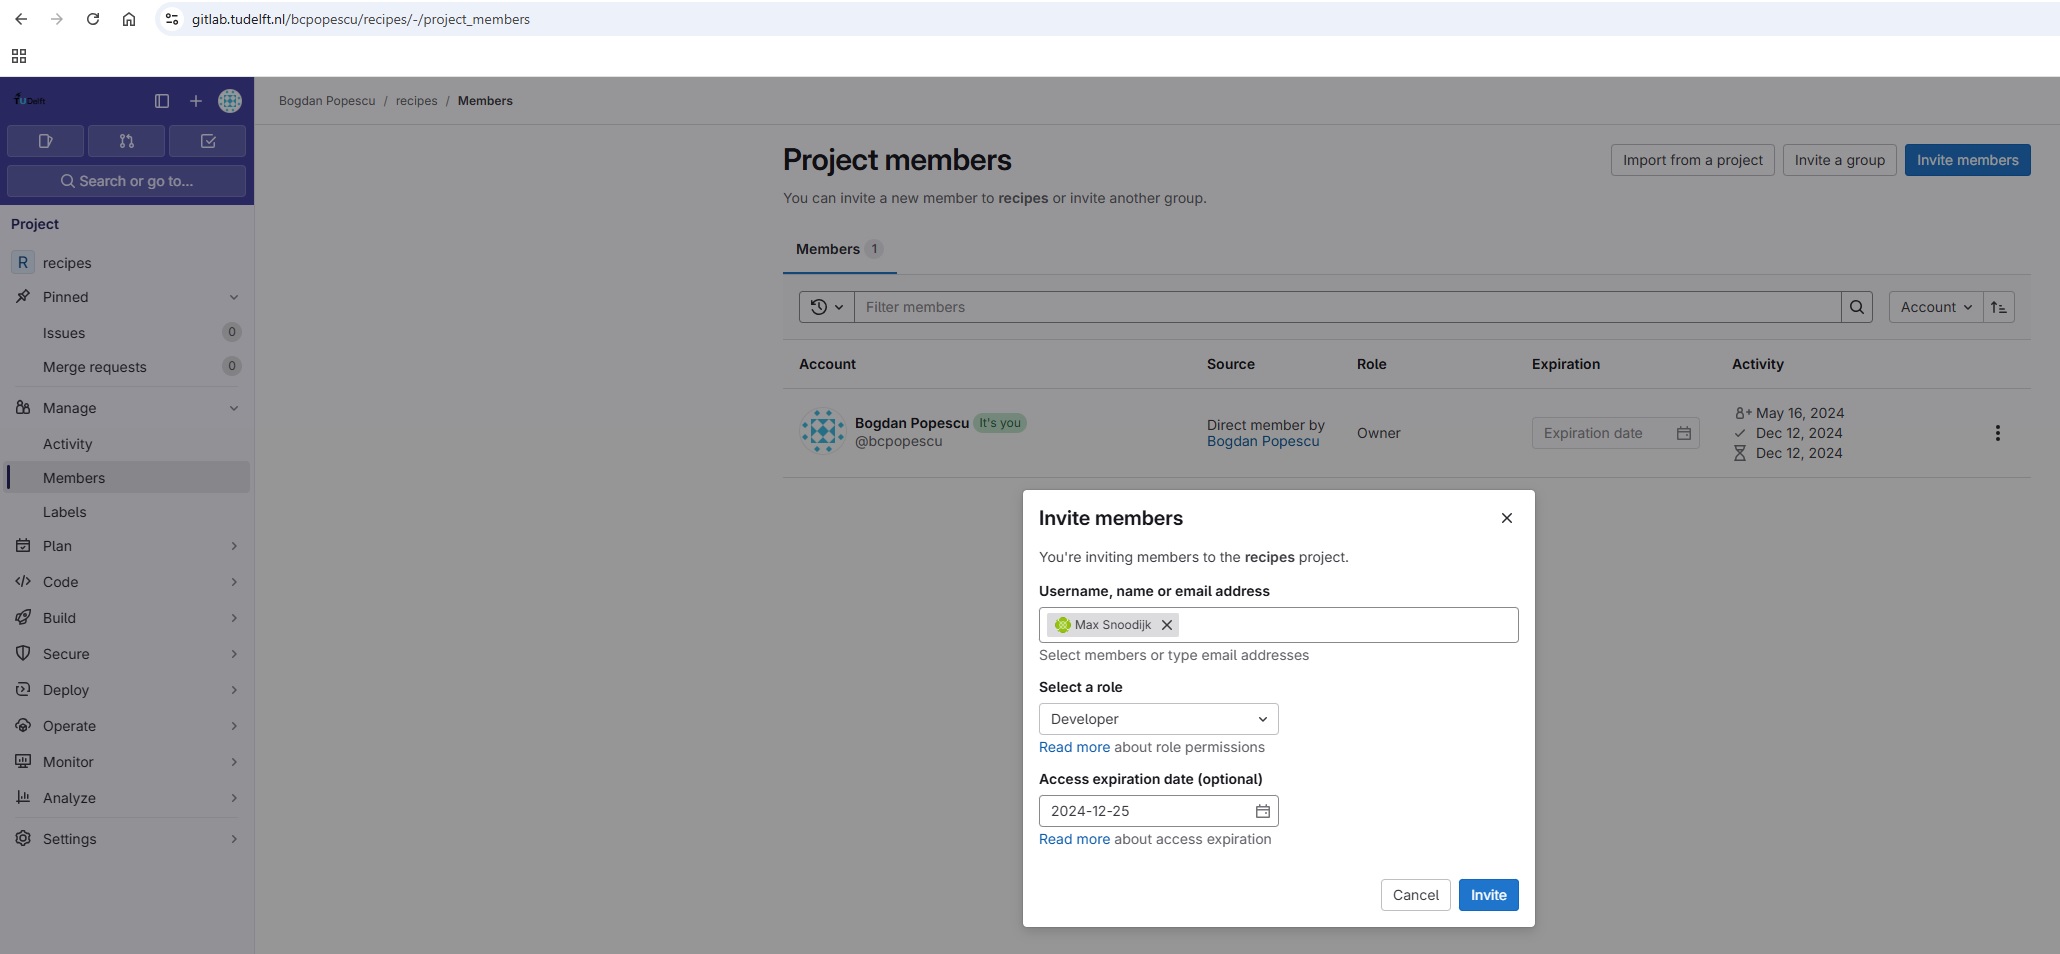 gitlab.tudelft.nl/bcpopescu/recipes/-/project_members
TUDelft
Bogdan Popescu / recipes / Members
Search or go to...
Project
R recipes
Pinned
Issues 0
Merge requests 0
Manage
Activity
Members
Labels
Plan
Code
Build
Secure
Deploy
Operate
Monitor
Analyze
Settings
Project members
Import from a project
Invite a group
Invite members
You can invite a new member to recipes or invite another group.
Members 1
Filter members
Account
Account Source Role Expiration Activity
Bogdan Popescu It's you
@bcpopescu
Direct member by
Bogdan Popescu
Owner
Expiration date
May 16, 2024
Dec 12, 2024
Dec 12, 2024
Invite members
You're inviting members to the recipes project.
Username, name or email address
Max Snoodijk
Select members or type email addresses
Select a role
Developer
Read more about role permissions
Access expiration date (optional)
2024-12-25
Read more about access expiration
Cancel
Invite